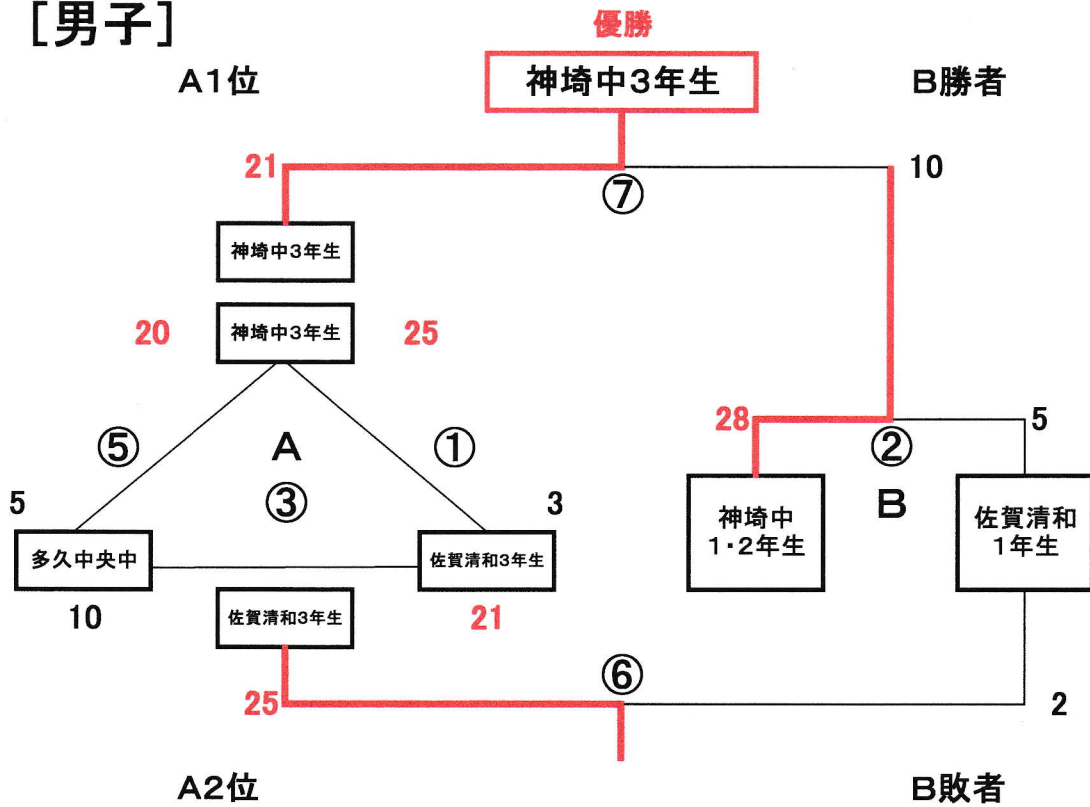 [男子]
優勝
A1位
神埼中3年生
B勝者
21
⑦
10
神埼中3年生
20
神埼中3年生
25
28
②
5
⑤
A
①
③
B
5
3
神埼中
1・2年生
佐賀清和
1年生
多久中央中
佐賀清和3年生
10
佐賀清和3年生
21
⑥
25
2
A2位
B敗者